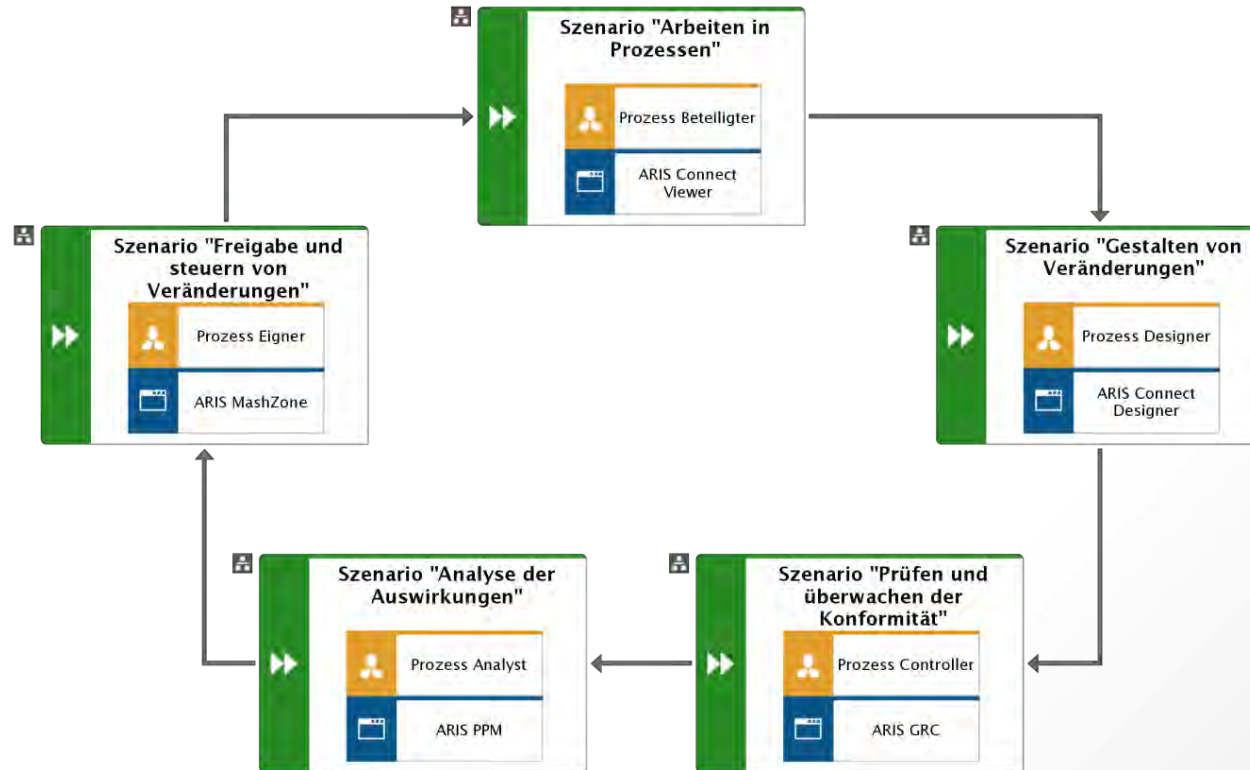 Szenario "Arbeiten in
Prozessen"
Prozess Beteiligter
ARIS Connect
Viewer
Szenario "Freigabe und
steuern von
Veränderungen"
Prozess Eigner
ARIS MashZone
Szenario "Gestalten von
Veränderungen"
Prozess Designer
ARIS Connect
Designer
Szenario "Analyse der
Auswirkungen"
Prozess Analyst
ARIS PPM
Szenario "Prüfen und
überwachen der
Konformität"
Prozess Controller
ARIS GRC